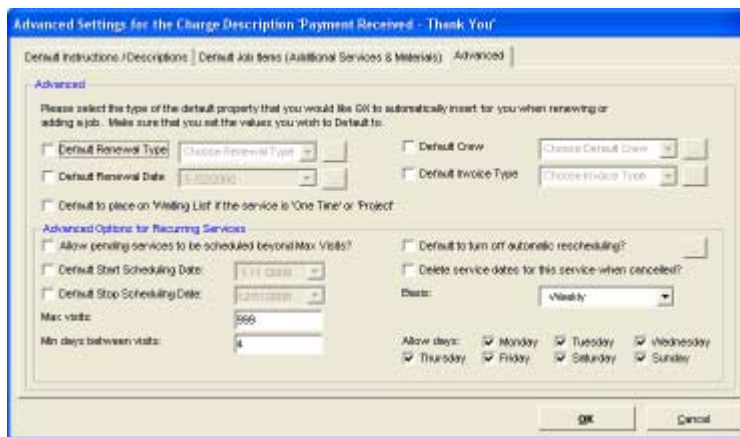 Advanced Settings for the Charge Description 'Payment Received - Thank You'
Default Instructions / Descriptions Default Job Items (Additional Services & Materials) Advanced
Advanced
Please select the type of the default property that you would like QX to automatically insert for you when renewing or
adding a job. Make sure that you set the values you wish to Default to.
Default Renewal Type Choose Renewal Type ... Default Crew Choose Default Crew ...
Default Renewal Date ... Default Invoice Type Choose Invoice Type ...
Default to place on 'Waiting List' if the service is 'One Time' or 'Project'
Advanced Options for Recurring Services
Allow pending services to be scheduled beyond Max Visits? Default to turn off automatic rescheduling? ...
Default Start Scheduling Date: Delete service dates for this service when cancelled?
Default Stop Scheduling Date: Basis: Weekly
Max visits: 999
Min days between visits: 4 Allow days: Monday Tuesday Wednesday
Thursday Friday Saturday Sunday
OK Cancel